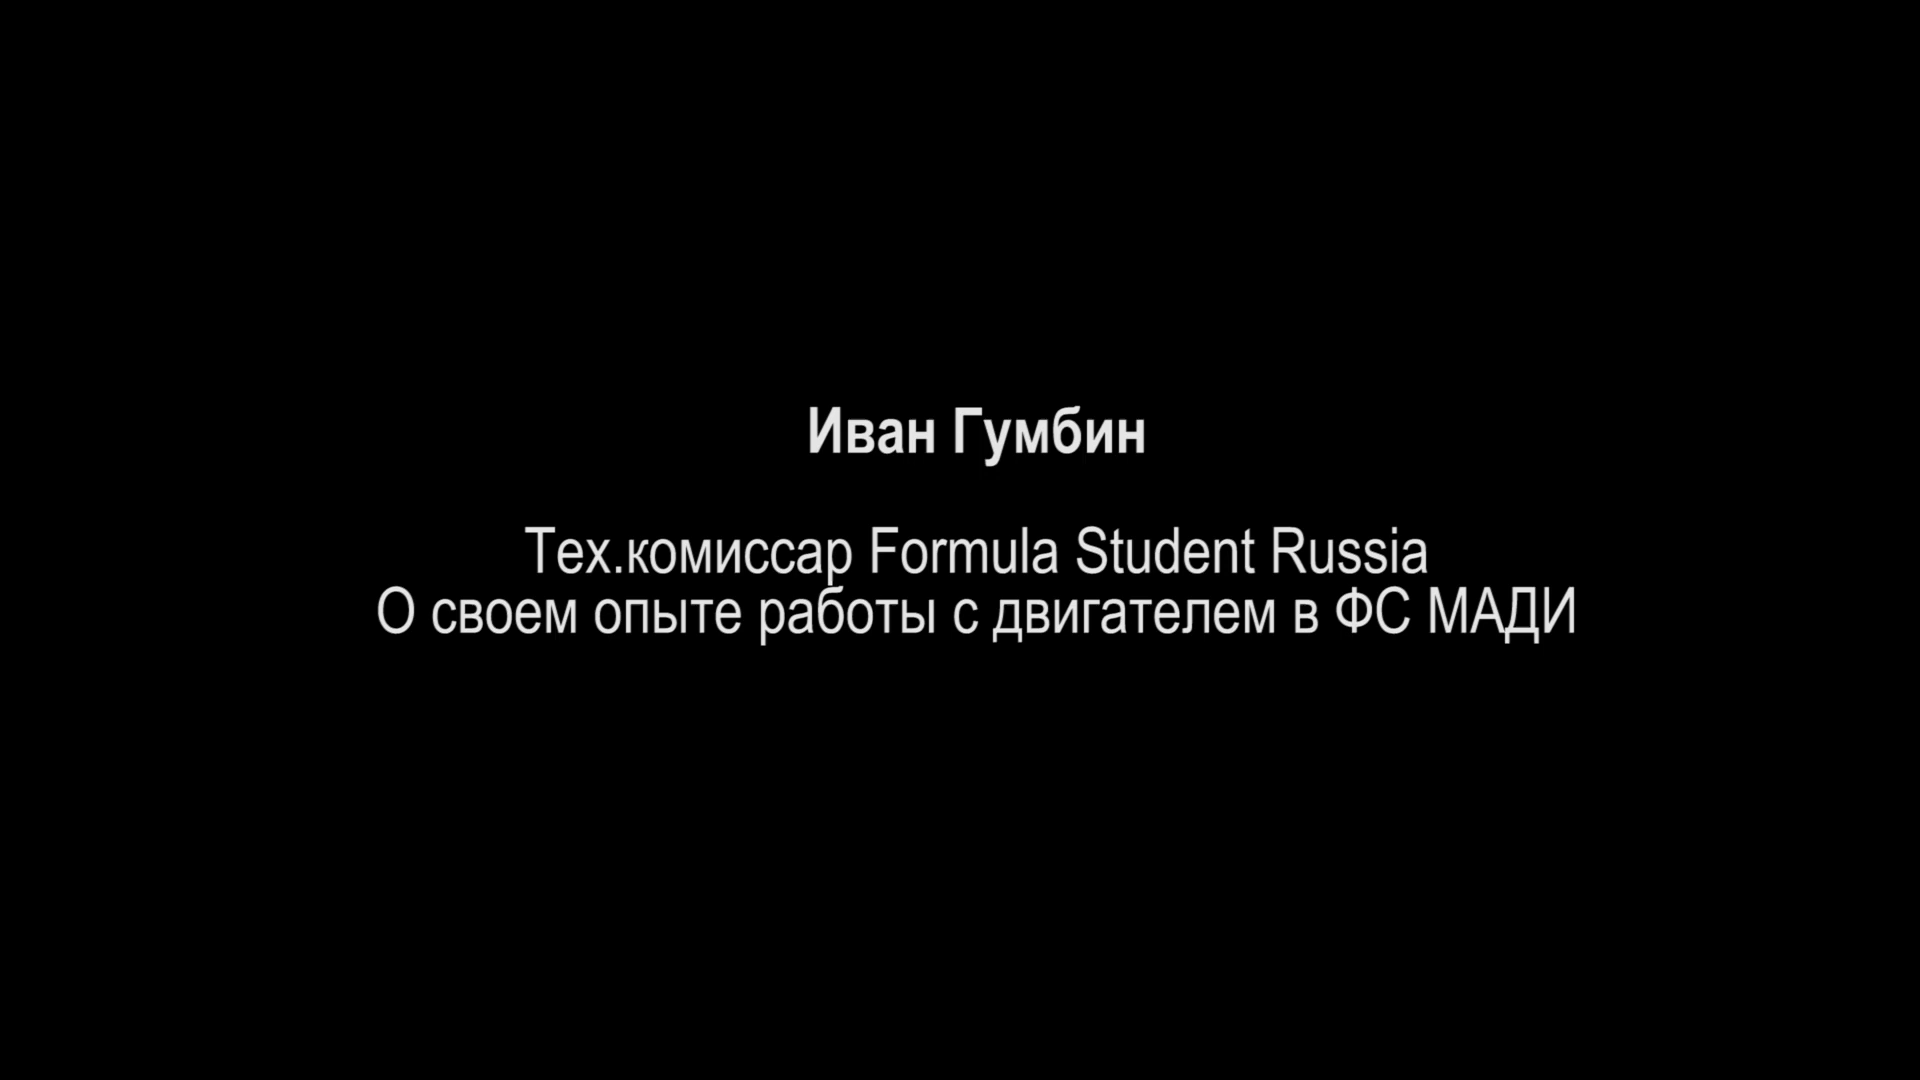 Иван Гумбин
Тех.комиссар Formula Student Russia
О своем опыте работы с двигателем в ФС МАДИ